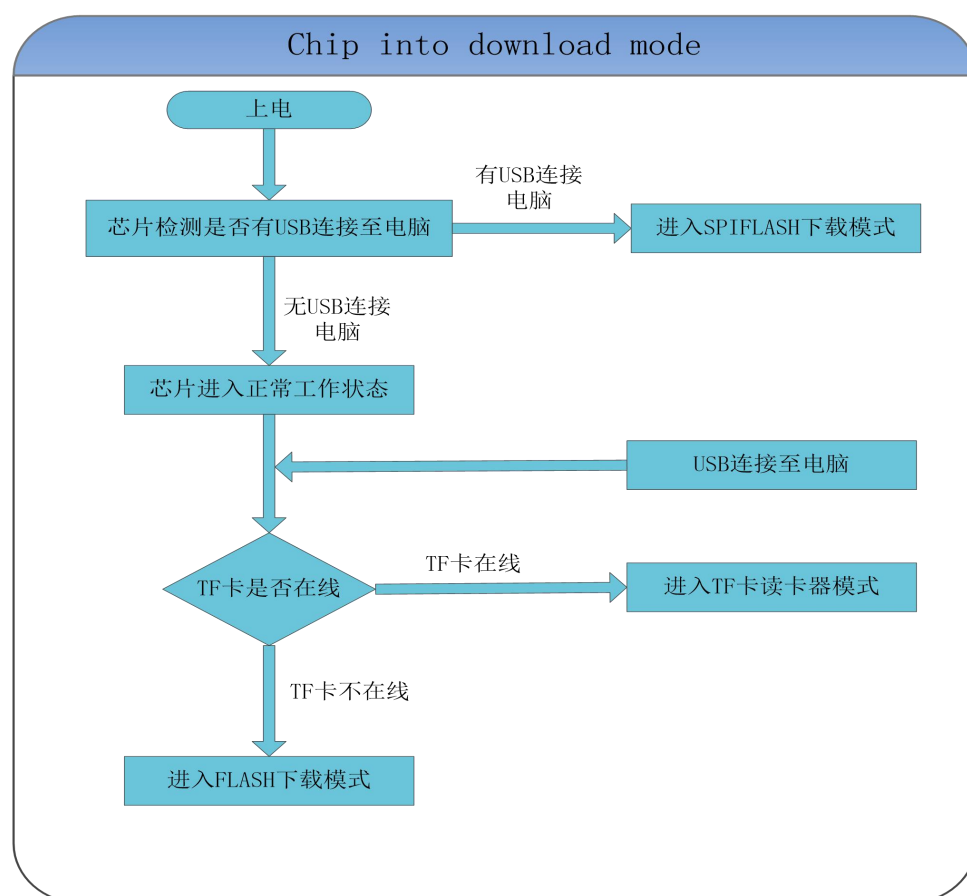 Chip into download mode
上电
有USB连接
电脑
芯片检测是否有USB连接至电脑
进入SPIFLASH下载模式
无USB连接
电脑
芯片进入正常工作状态
USB连接至电脑
TF卡在线
TF卡是否在线
进入TF卡读卡器模式
TF卡不在线
进入FLASH下载模式